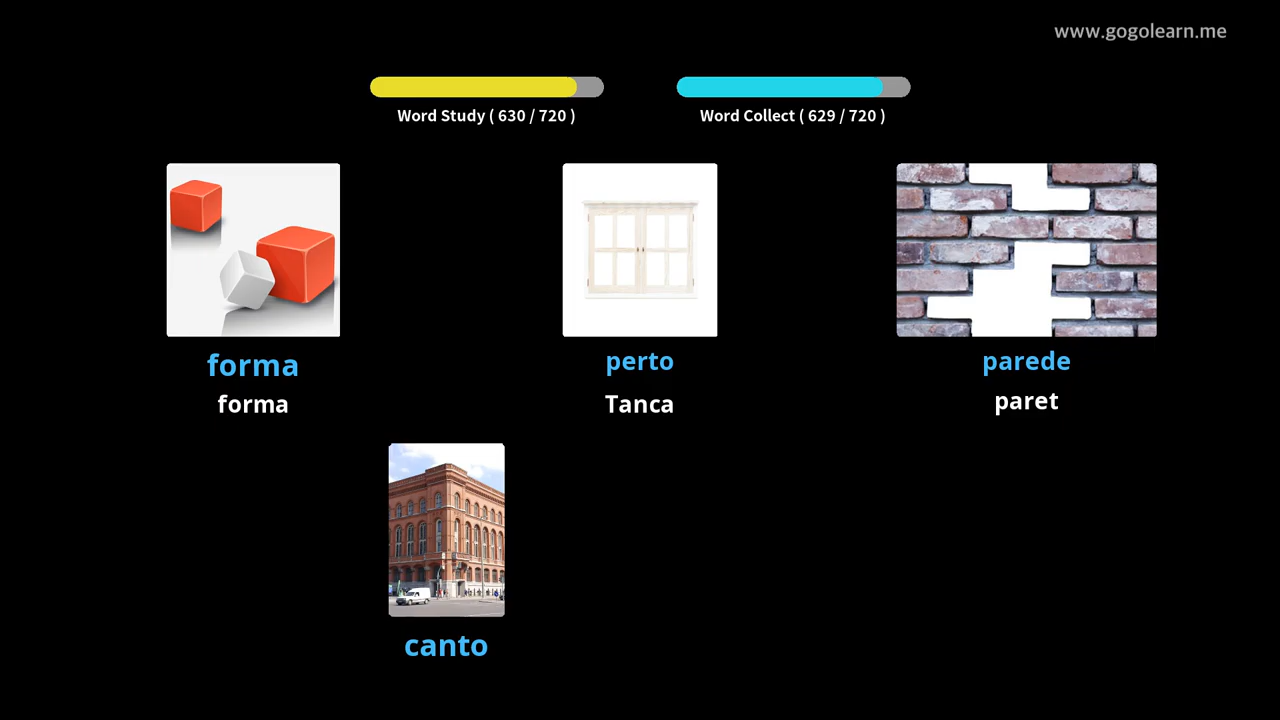 www.gogolearn.me
Word Study ( 630 / 720 )
Word Collect ( 629 / 720 )
forma
forma
perto
Tanca
parede
paret
canto